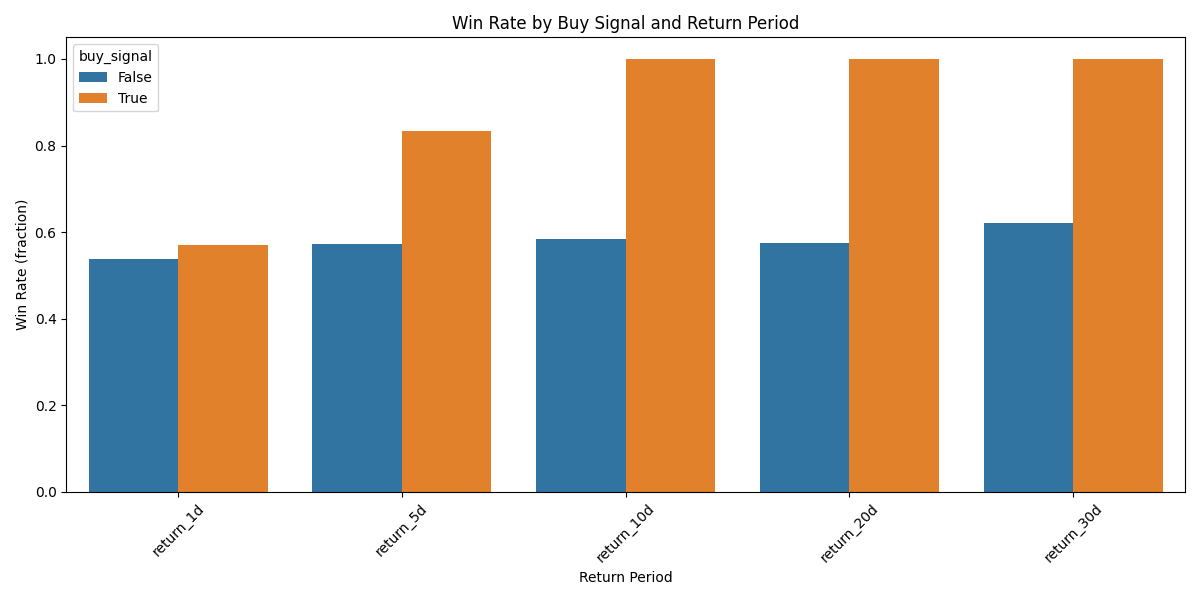 Win Rate by Buy Signal and Return Period
buy_signal
False
True
Win Rate (fraction)
1.0
0.8
0.6
0.4
0.2
0.0
return_1d
return_5d
return_10d
return_20d
return_30d
Return Period